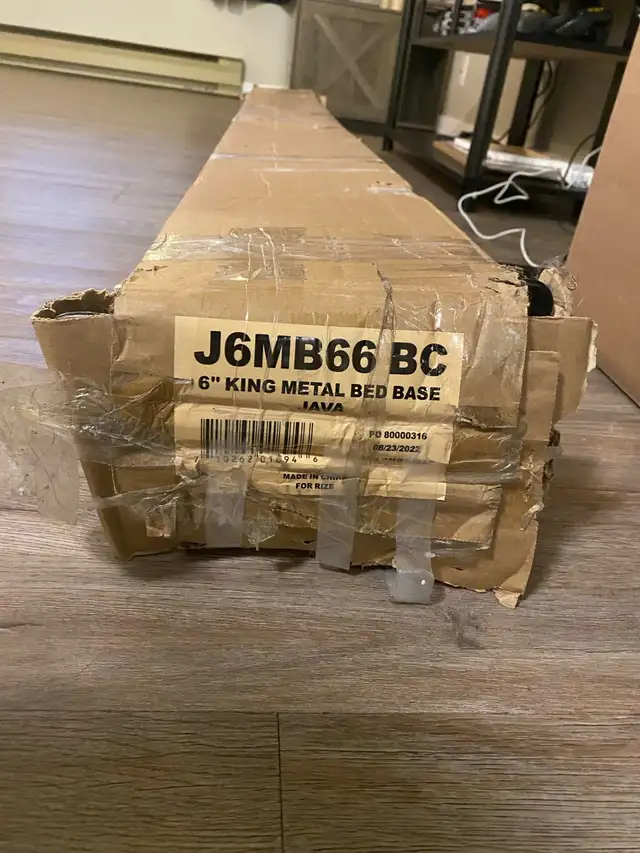 J6MB66 BC
6" KING METAL BED BASE
JAVA
PO 80000316
08/23/2022
MADE IN CHINA
FOR RIZE